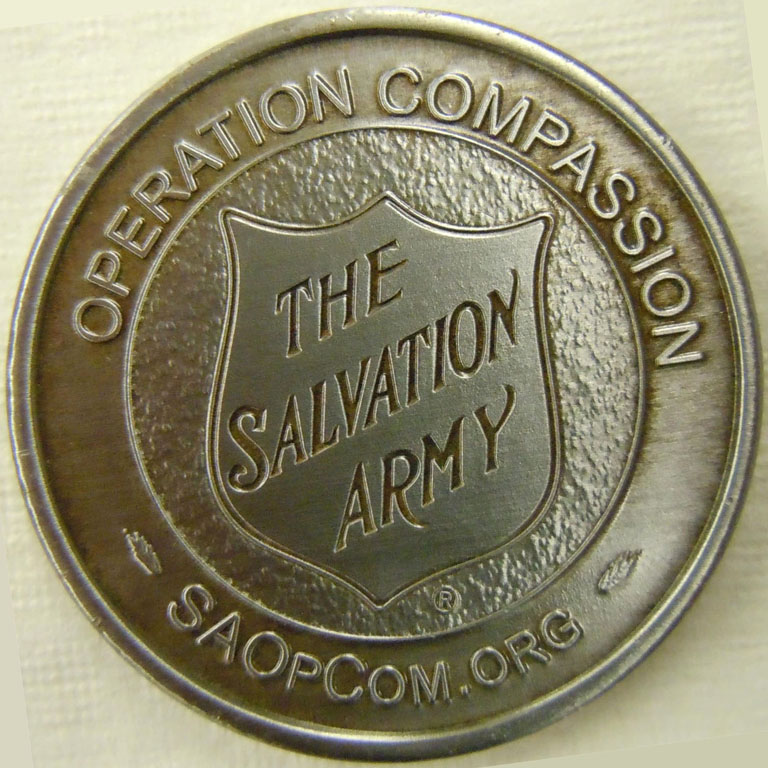 OPERATION COMPASSION
THE
SALVATION
ARMY
®
SAOPCOM.ORG